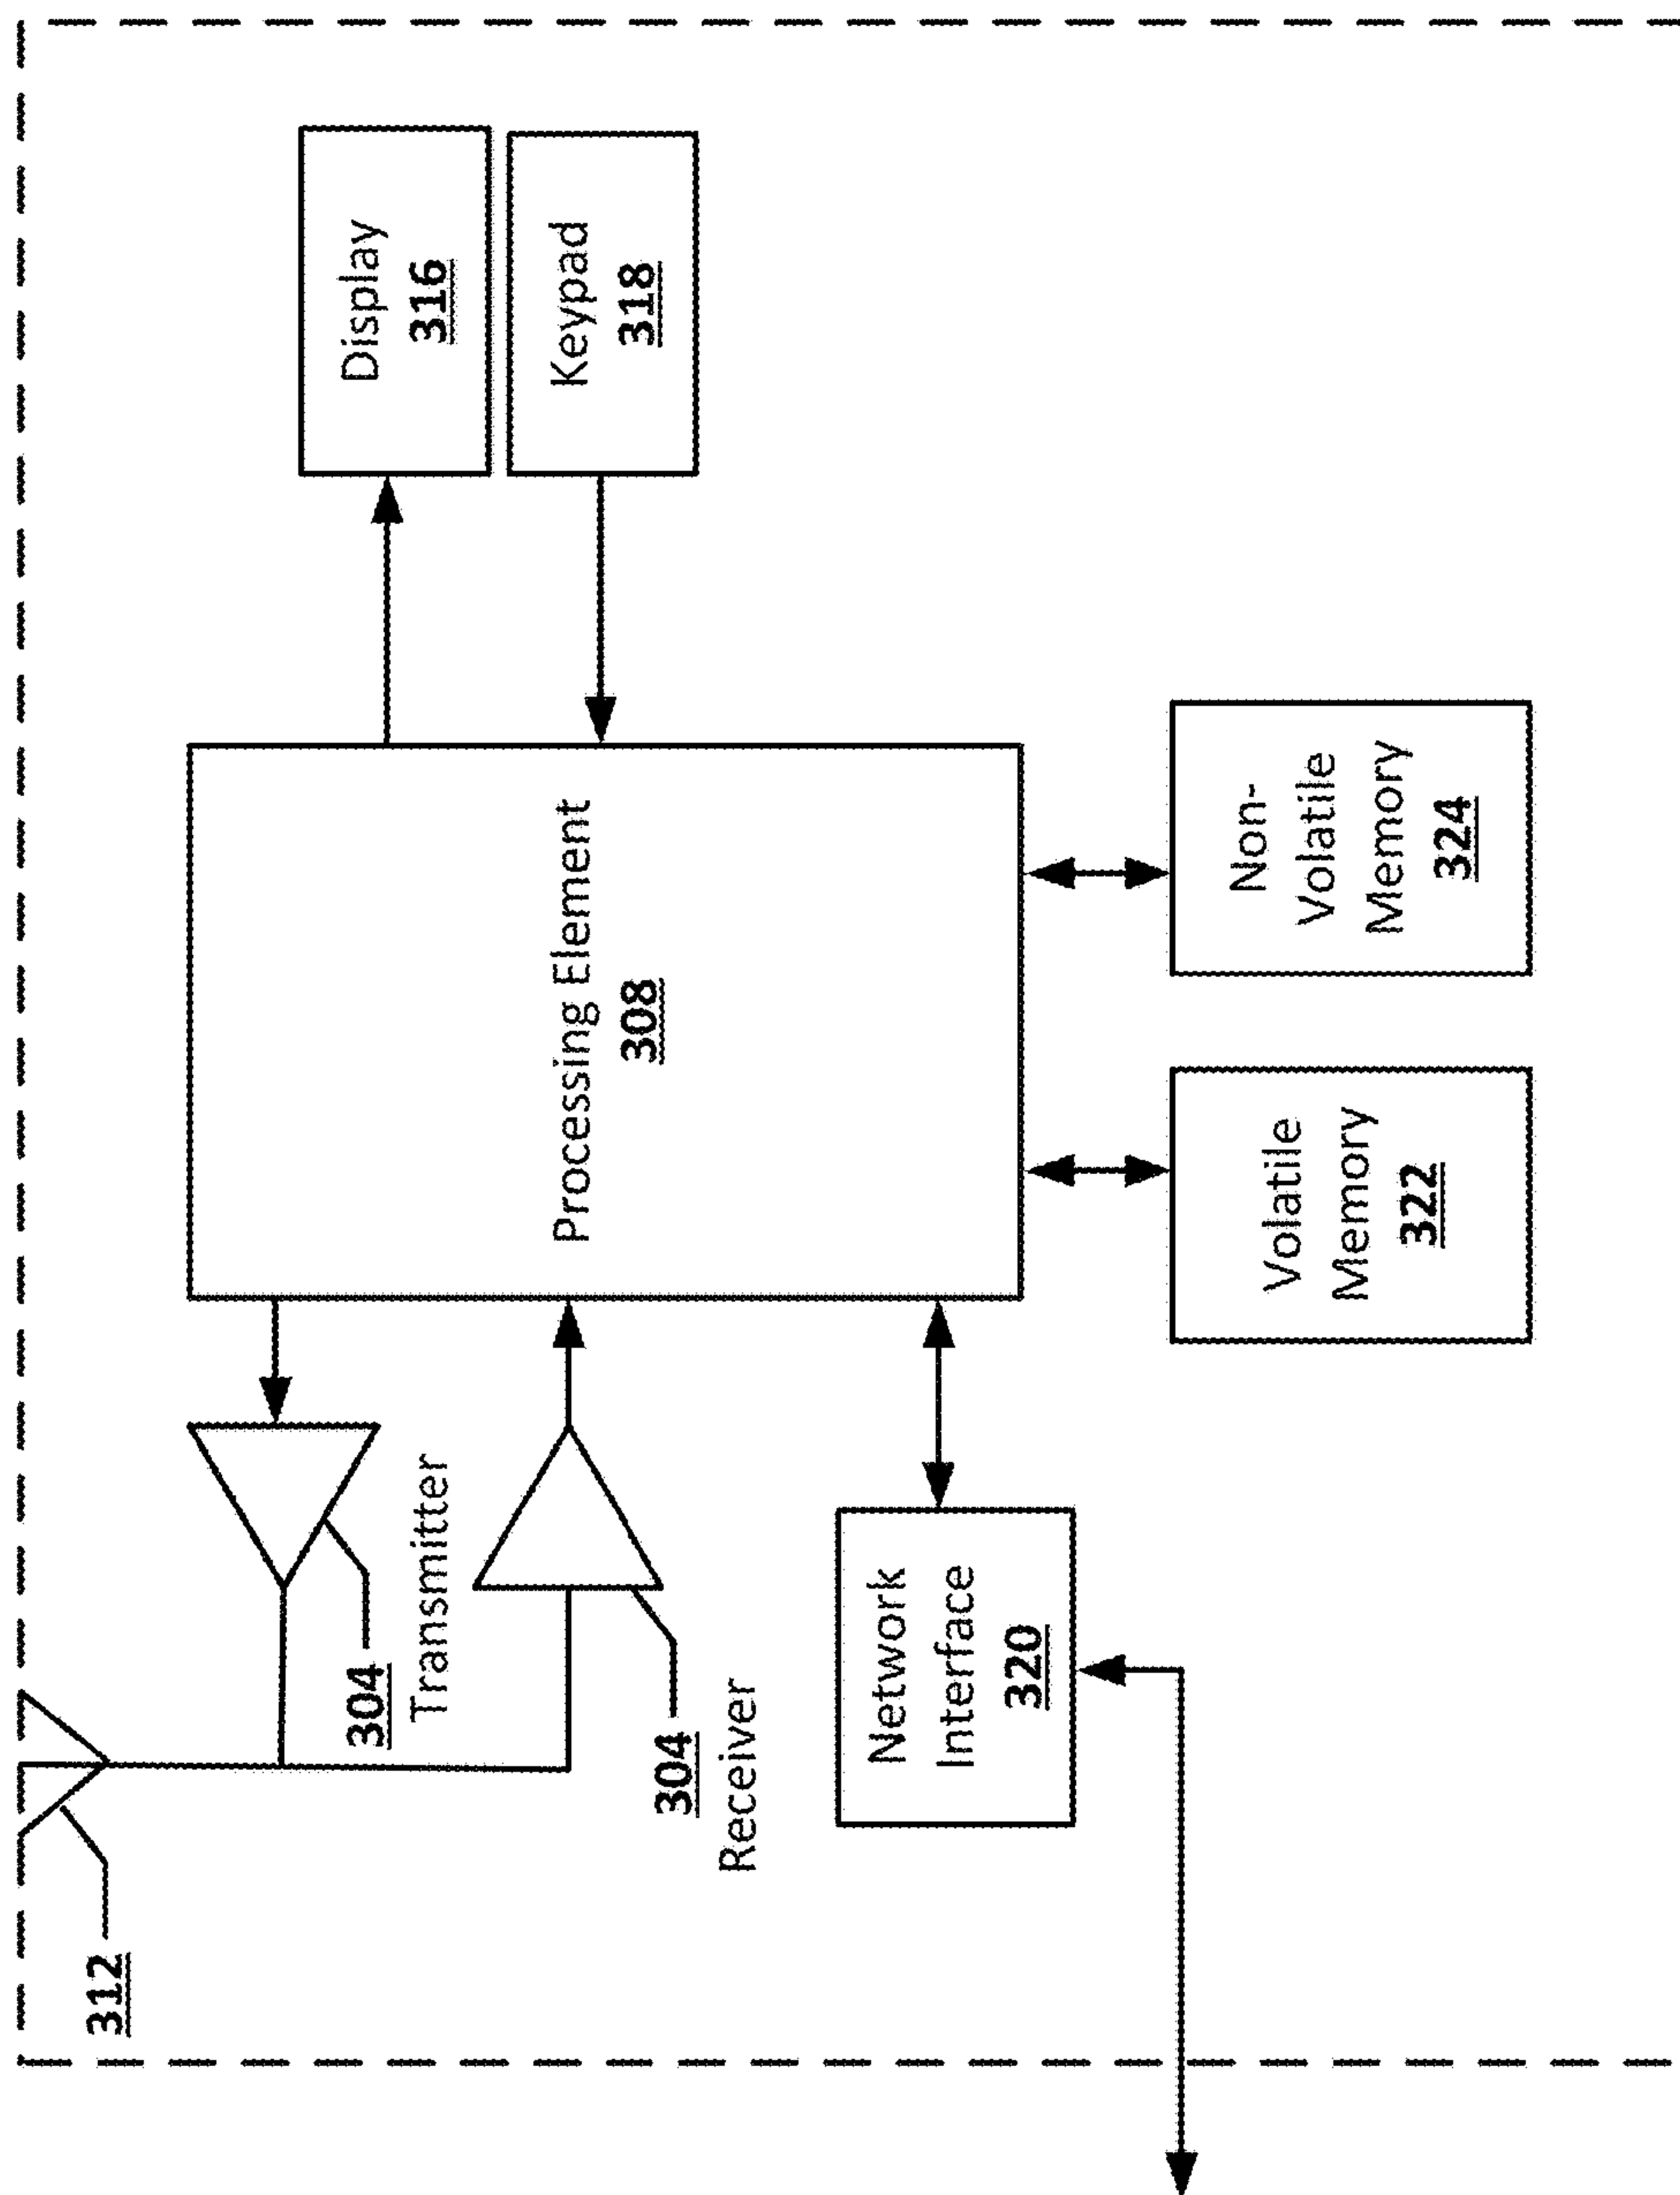 312
304
Transmitter
304
Receiver
Network
Interface
320
Processing Element
308
Display
316
Keypad
318
Volatile
Memory
322
Non-
Volatile
Memory
324